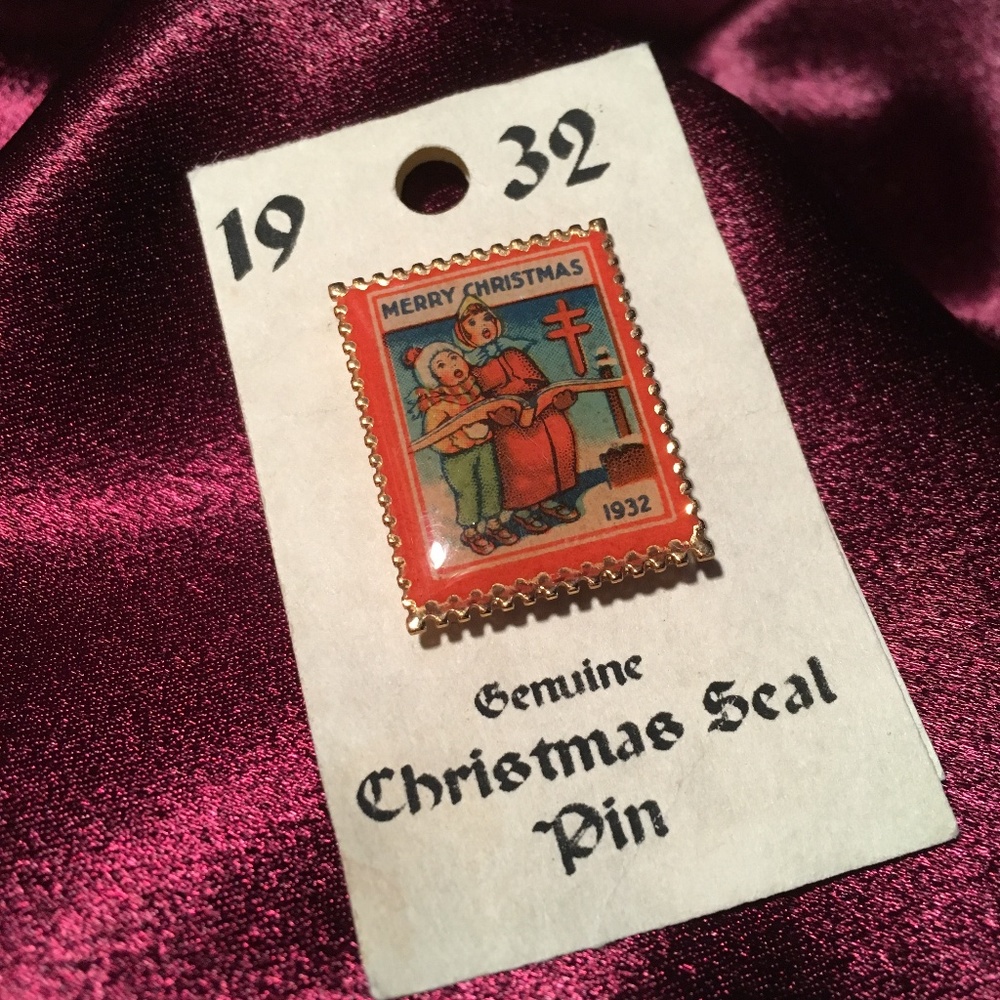 19 32
MERRY CHRISTMAS
1932
Genuine
Christmas Seal
Pin